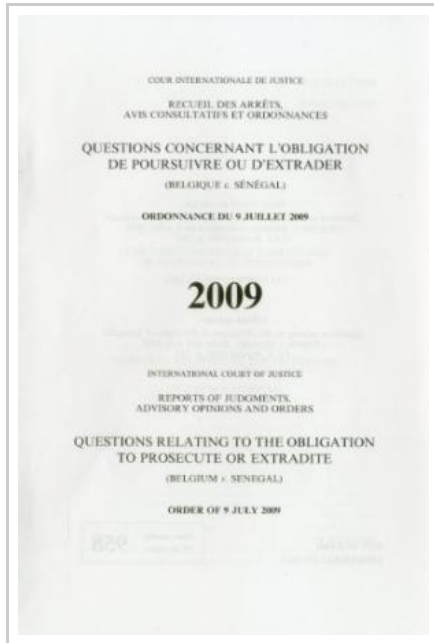 COUR INTERNATIONALE DE JUSTICE
RECUEIL DES ARRÊTS,
AVIS CONSULTATIFS ET ORDONNANCES
QUESTIONS CONCERNANT L'OBLIGATION
DE POURSUIVRE OU D'EXTRADER
(BELGIQUE c. SÉNÉGAL)
ORDONNANCE DU 9 JUILLET 2009
2009
INTERNATIONAL COURT OF JUSTICE
REPORTS OF JUDGMENTS,
ADVISORY OPINIONS AND ORDERS
QUESTIONS RELATING TO THE OBLIGATION
TO PROSECUTE OR EXTRADITE
(BELGIUM v. SENEGAL)
ORDER OF 9 JULY 2009